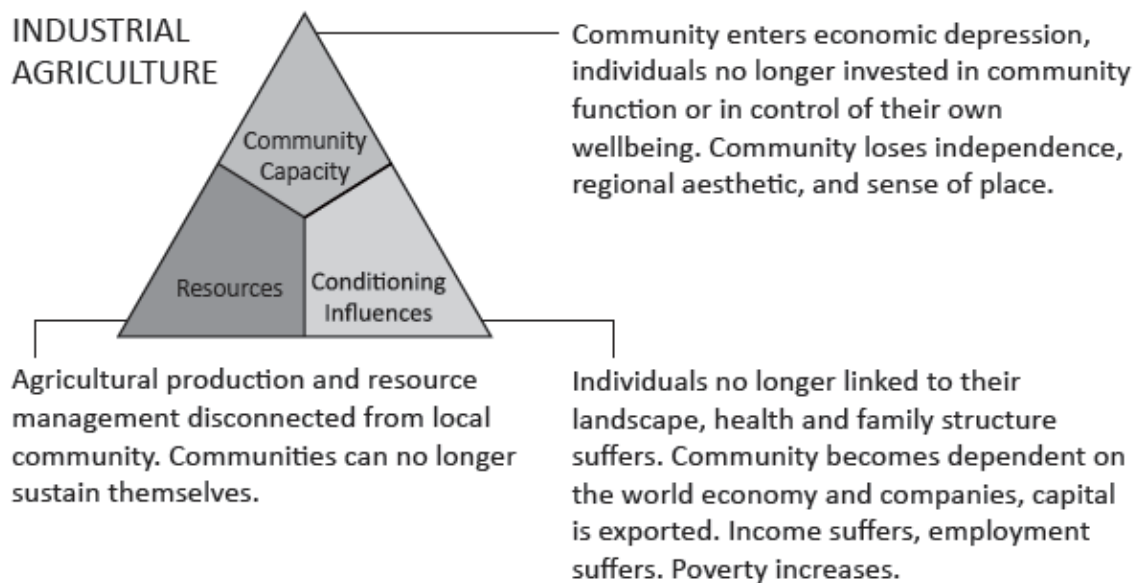 INDUSTRIAL
AGRICULTURE
Community enters economic depression,
individuals no longer invested in community
function or in control of their own
wellbeing. Community loses independence,
regional aesthetic, and sense of place.
Community
Capacity
Resources
Conditioning
Influences
Agricultural production and resource
management disconnected from local
community. Communities can no longer
sustain themselves.
Individuals no longer linked to their
landscape, health and family structure
suffers. Community becomes dependent on
the world economy and companies, capital
is exported. Income suffers, employment
suffers. Poverty increases.